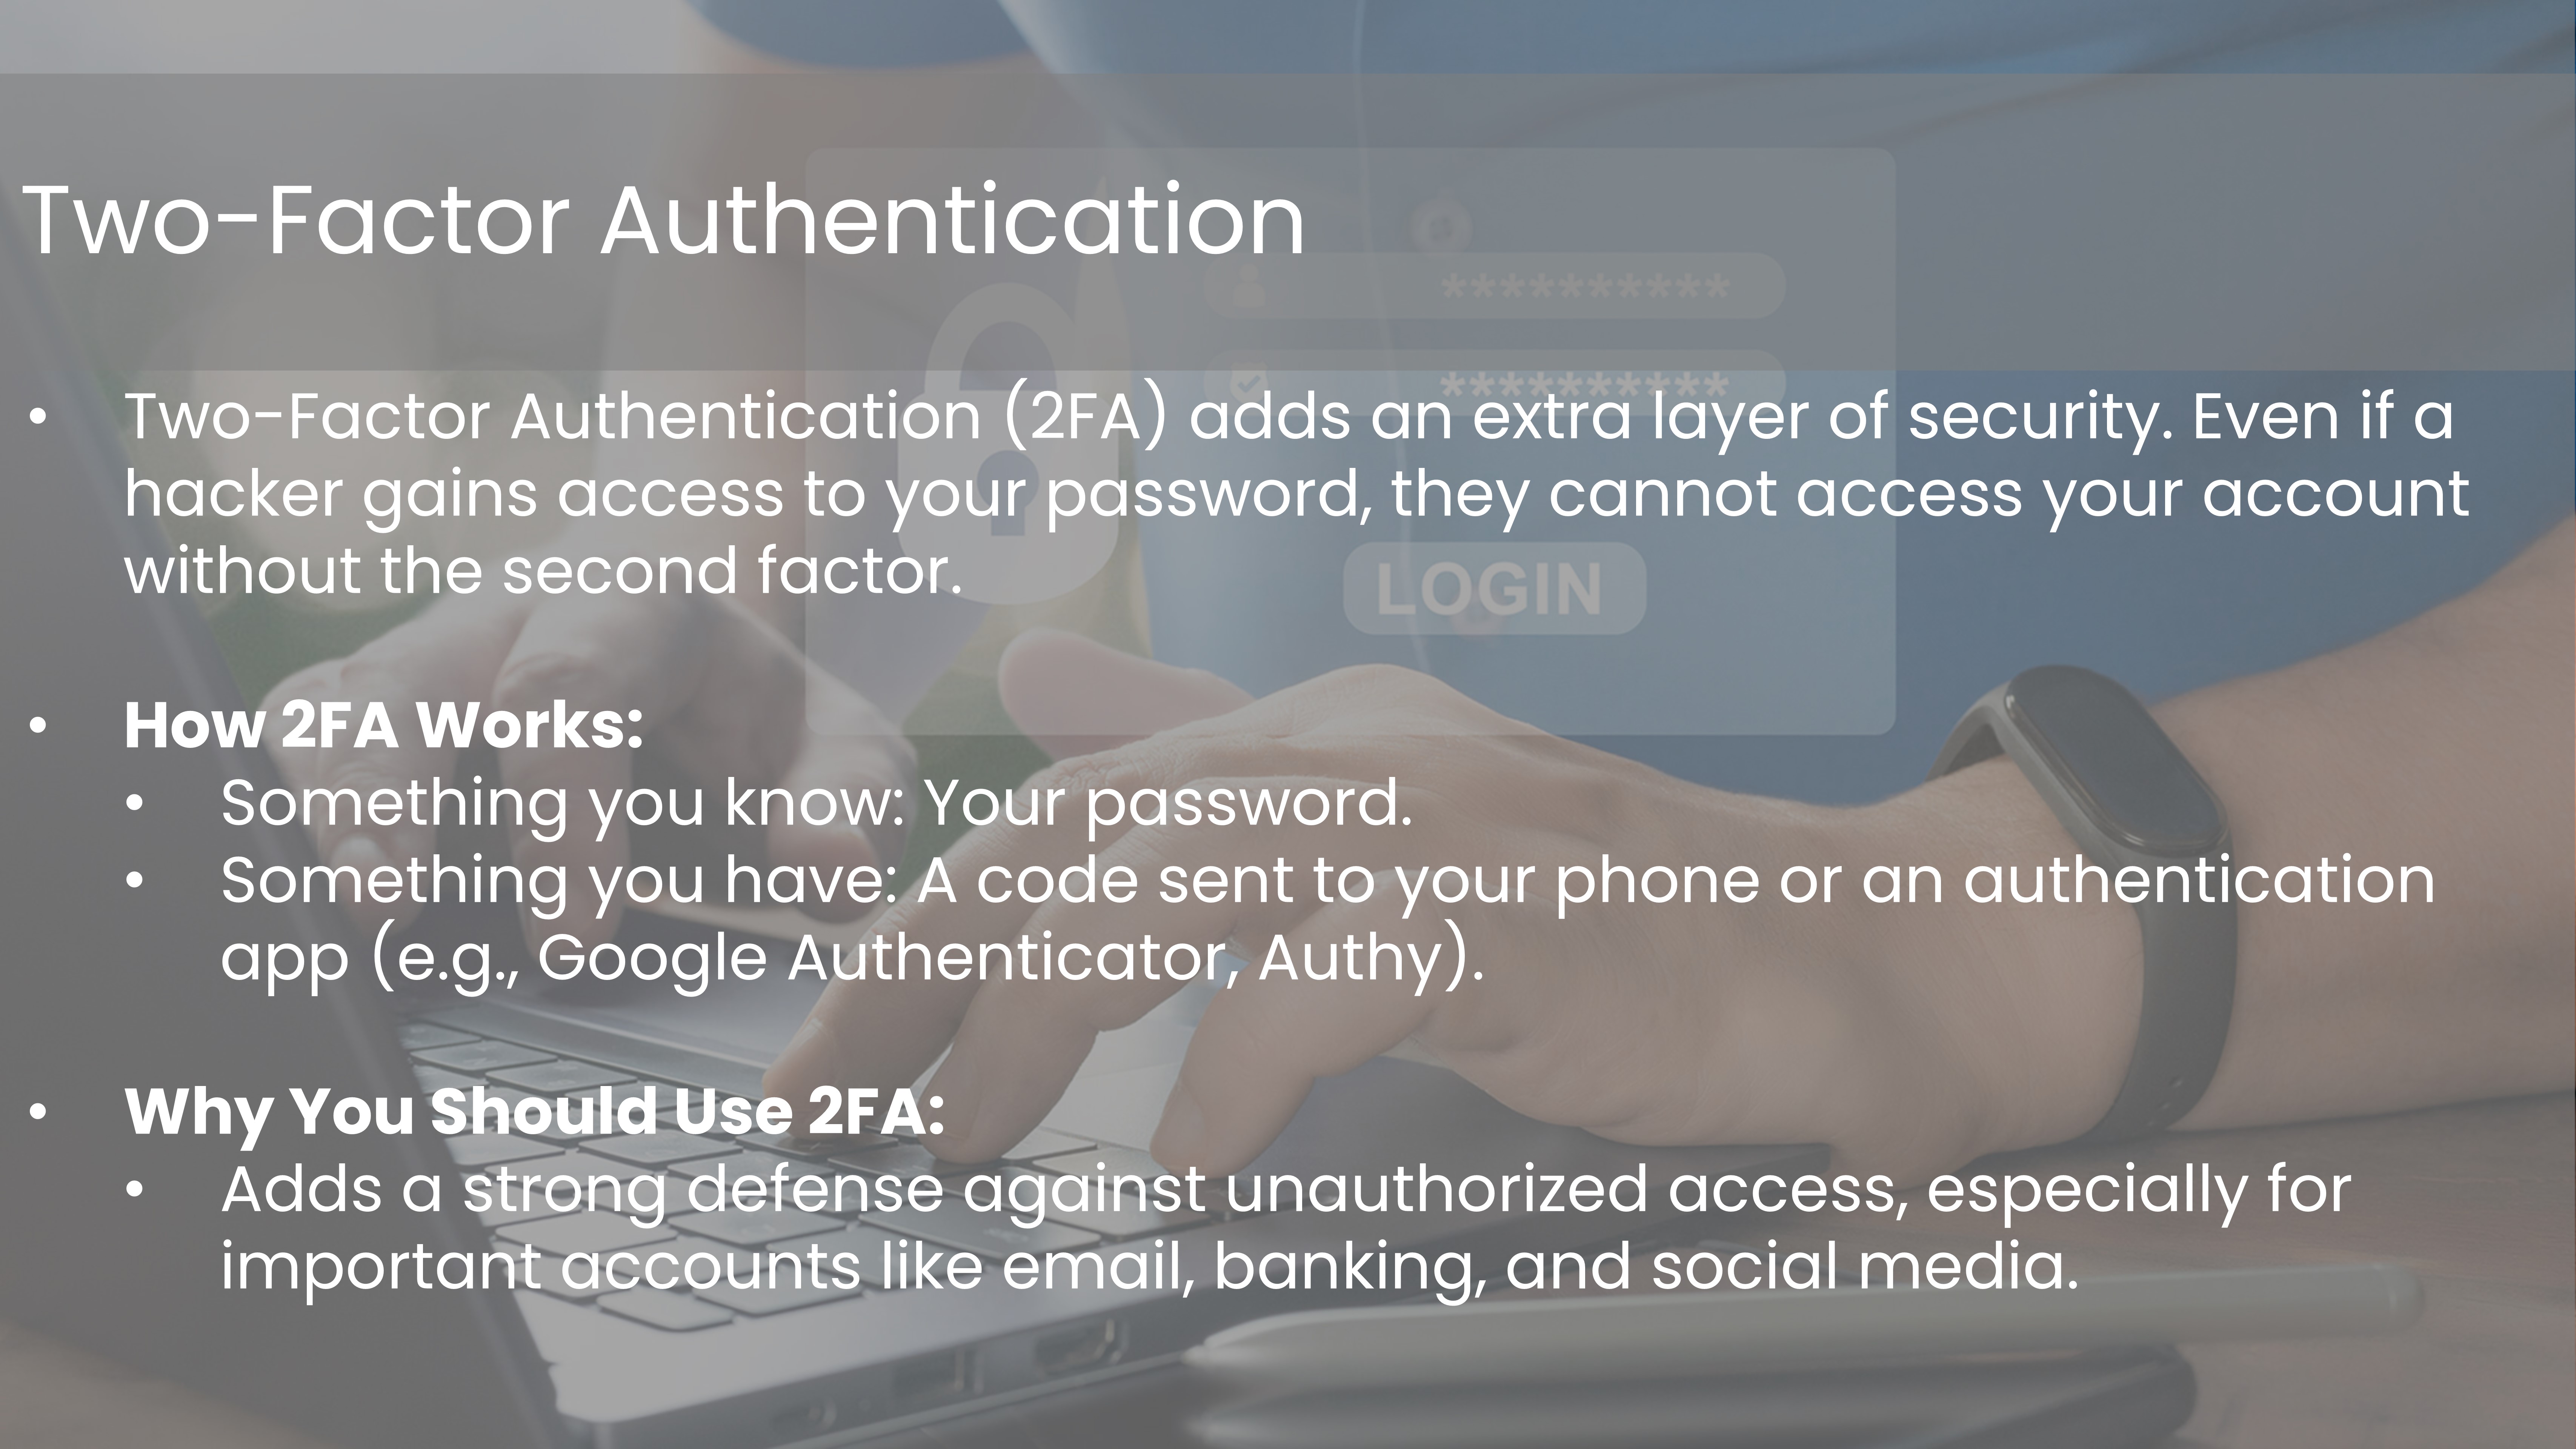 Two-Factor Authentication
**********
**********
• Two-Factor Authentication (2FA) adds an extra layer of security. Even if a
hacker gains access to your password, they cannot access your account
without the second factor.
LOGIN
• How 2FA Works:
• Something you know: Your password.
• Something you have: A code sent to your phone or an authentication
app (e.g., Google Authenticator, Authy).
• Why You Should Use 2FA:
• Adds a strong defense against unauthorized access, especially for
important accounts like email, banking, and social media.